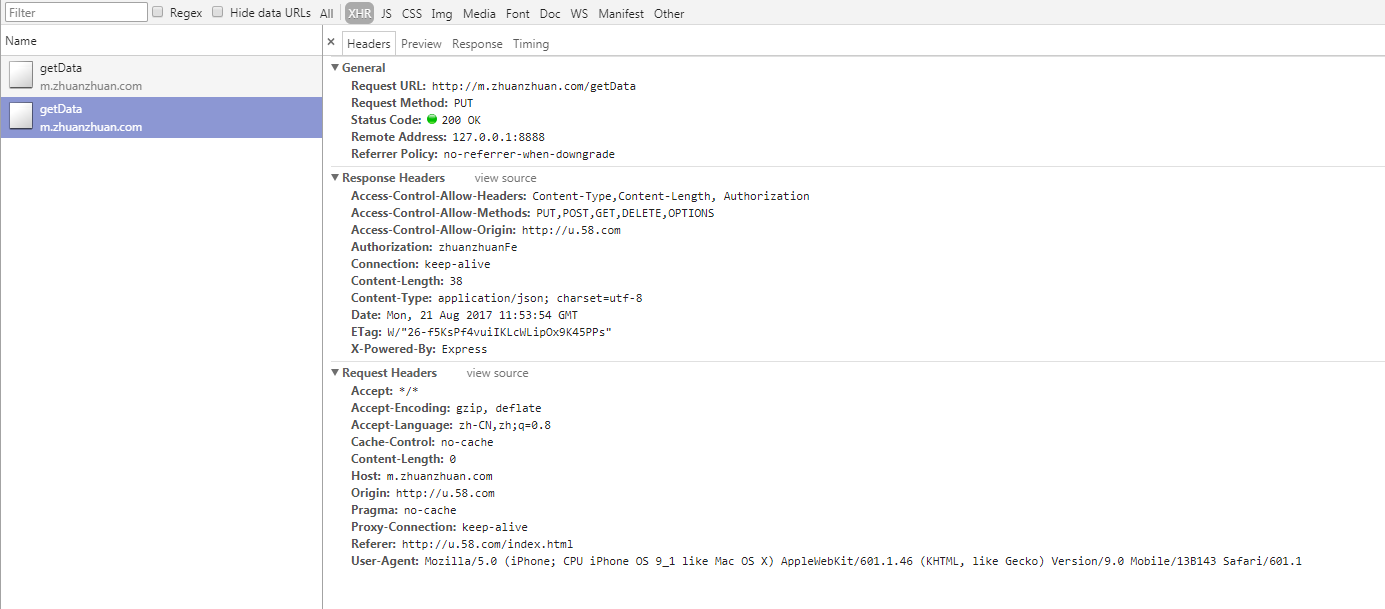 Filter Regex Hide data URLs All XHR JS CSS Img Media Font Doc WS Manifest Other
Name
× Headers Preview Response Timing
getData
m.zhuanzhuan.com
getData
m.zhuanzhuan.com
▼ General
Request URL: http://m.zhuanzhuan.com/getData
Request Method: PUT
Status Code: 200 OK
Remote Address: 127.0.0.1:8888
Referrer Policy: no-referrer-when-downgrade
▼ Response Headers view source
Access-Control-Allow-Headers: Content-Type,Content-Length, Authorization
Access-Control-Allow-Methods: PUT,POST,GET,DELETE,OPTIONS
Access-Control-Allow-Origin: http://u.58.com
Authorization: zhuanzhuanFe
Connection: keep-alive
Content-Length: 38
Content-Type: application/json; charset=utf-8
Date: Mon, 21 Aug 2017 11:53:54 GMT
ETag: W/"26-f5KsPf4vuiIKLcWLipOx9K45PPs"
X-Powered-By: Express
▼ Request Headers view source
Accept: */*
Accept-Encoding: gzip, deflate
Accept-Language: zh-CN,zh;q=0.8
Cache-Control: no-cache
Content-Length: 0
Host: m.zhuanzhuan.com
Origin: http://u.58.com
Pragma: no-cache
Proxy-Connection: keep-alive
Referer: http://u.58.com/index.html
User-Agent: Mozilla/5.0 (iPhone; CPU iPhone OS 9_1 like Mac OS X) AppleWebKit/601.1.46 (KHTML, like Gecko) Version/9.0 Mobile/13B143 Safari/601.1